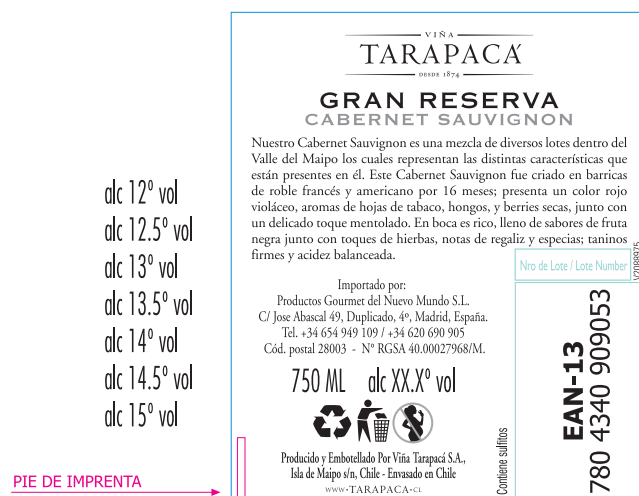 VIÑA
TARAPACÁ
DESDE 1874
GRAN RESERVA
CABERNET SAUVIGNON
Nuestro Cabernet Sauvignon es una mezcla de diversos lotes dentro del
Valle del Maipo los cuales representan las distintas características que
están presentes en él. Este Cabernet Sauvignon fue criado en barricas
de roble francés y americano por 16 meses; presenta un color rojo
violáceo, aromas de hojas de tabaco, hongos, y berries secas, junto con
un delicado toque mentolado. En boca es rico, lleno de sabores de fruta
negra junto con toques de hierbas, notas de regaliz y especias; taninos
firmes y acidez balanceada.
Importado por:
Productos Gourmet del Nuevo Mundo S.L.
C/ Jose Abascal 49, Duplicado, 4º, Madrid, España.
Tel. +34 654 949 109 / +34 620 690 905
Cód. postal 28003 - N° RGSA 40.00027968/M.
750 ML alc XX.Xº vol
Producido y Embotellado Por Viña Tarapacá S.A.,
Isla de Maipo s/n, Chile - Envasado en Chile
WWW•TARAPACA•CL
Contiene sulfitos
Nro de Lote / Lote Number
V2088975
EAN-13
780 4340 909053
alc 12º vol
alc 12.5º vol
alc 13º vol
alc 13.5º vol
alc 14º vol
alc 14.5º vol
alc 15º vol
PIE DE IMPRENTA